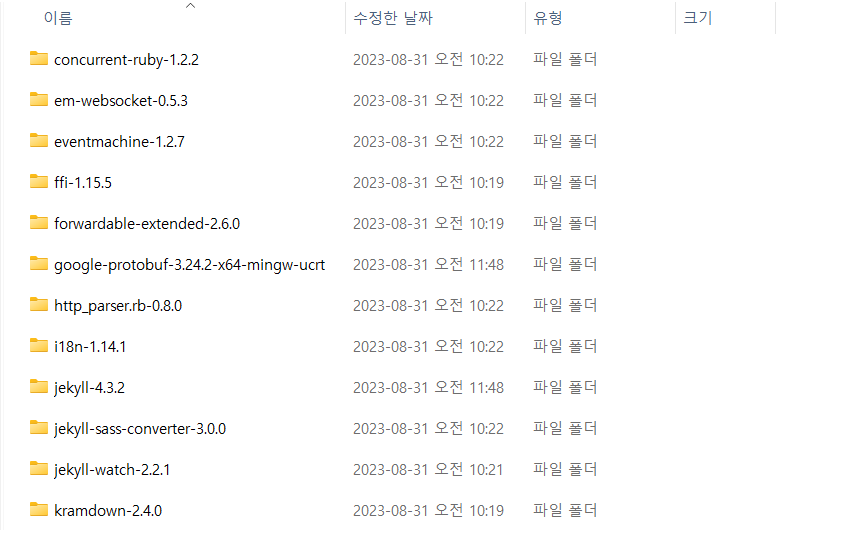 이름 수정한 날짜 유형 크기
concurrent-ruby-1.2.2 2023-08-31 오전 10:22 파일 폴더
em-websocket-0.5.3 2023-08-31 오전 10:22 파일 폴더
eventmachine-1.2.7 2023-08-31 오전 10:22 파일 폴더
ffi-1.15.5 2023-08-31 오전 10:19 파일 폴더
forwardable-extended-2.6.0 2023-08-31 오전 10:19 파일 폴더
google-protobuf-3.24.2-x64-mingw-ucrt 2023-08-31 오전 11:48 파일 폴더
http_parser.rb-0.8.0 2023-08-31 오전 10:22 파일 폴더
i18n-1.14.1 2023-08-31 오전 10:22 파일 폴더
jekyll-4.3.2 2023-08-31 오전 11:48 파일 폴더
jekyll-sass-converter-3.0.0 2023-08-31 오전 10:22 파일 폴더
jekyll-watch-2.2.1 2023-08-31 오전 10:21 파일 폴더
kramdown-2.4.0 2023-08-31 오전 10:19 파일 폴더